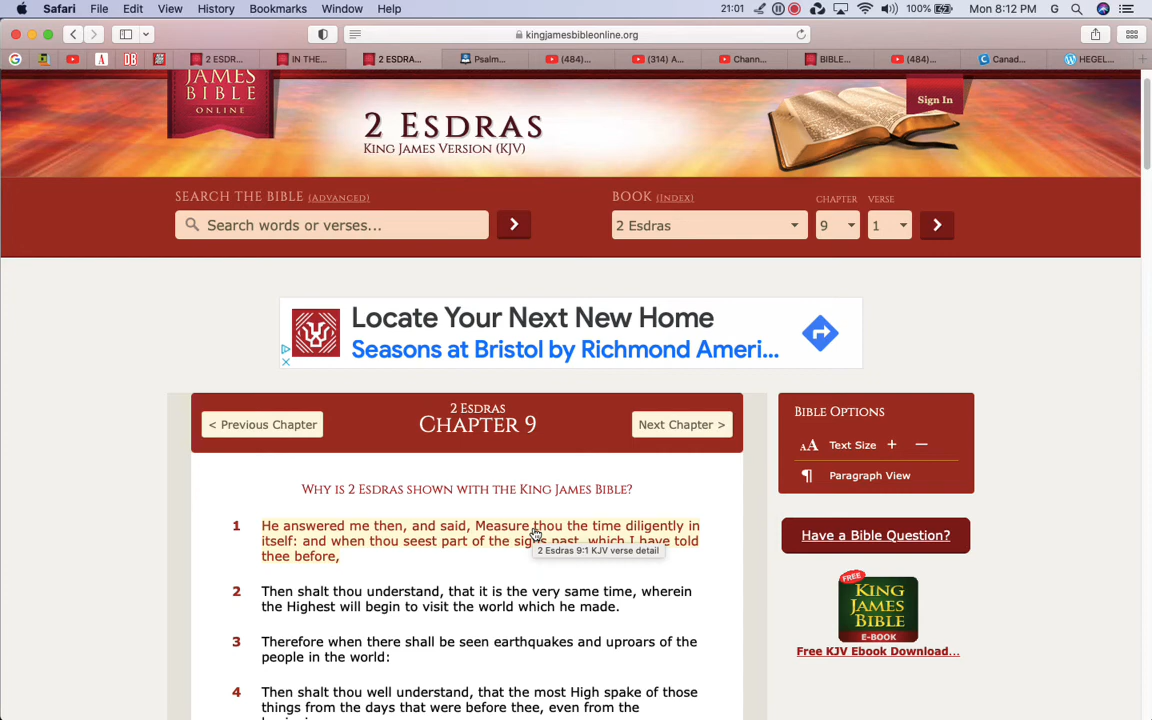 Safari File Edit View History Bookmarks Window Help 21:01 100% Mon 8:12 PM G
kingjamesbibleonline.org
G A DB 2 ESDR... IN THE... 2 ESDRA... Psalm... (484)... (314) A... Chann... BIBLE... (484)... Canad... HEGEL...
JAMES
BIBLE
ONLINE
2 Esdras
King James Version (KJV)
Sign In
Search the Bible (Advanced)
Book (Index) Chapter Verse
Search words or verses...
2 Esdras 9 1
Locate Your Next New Home
Seasons at Bristol by Richmond Ameri...
2 Esdras
Chapter 9
< Previous Chapter
Next Chapter >
Bible Options
AA Text Size + —
¶ Paragraph View
Why is 2 Esdras shown with the King James Bible?
1 He answered me then, and said, Measure thou the time diligently in
itself: and when thou seest part of the signs past, which I have told
thee before,
2 Esdras 9:1 KJV verse detail
2 Then shalt thou understand, that it is the very same time, wherein
the Highest will begin to visit the world which he made.
3 Therefore when there shall be seen earthquakes and uproars of the
people in the world:
4 Then shalt thou well understand, that the most High spake of those
things from the days that were before thee, even from the
Have a Bible Question?
FREE
KING
JAMES
BIBLE
E-BOOK
Free KJV Ebook Download...